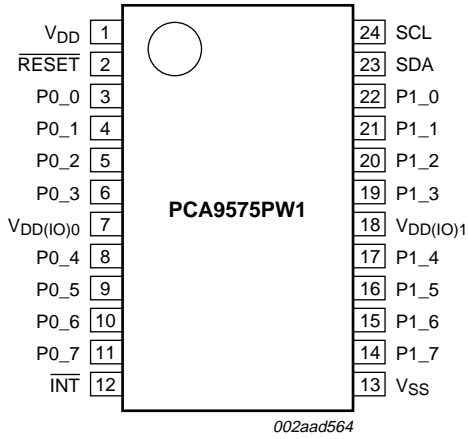 VDD 1 24 SCL
RESET 2 23 SDA
P0_0 3 22 P1_0
P0_1 4 21 P1_1
P0_2 5 20 P1_2
P0_3 6 19 P1_3
PCA9575PW1
VDD(IO)0 7 18 VDD(IO)1
P0_4 8 17 P1_4
P0_5 9 16 P1_5
P0_6 10 15 P1_6
P0_7 11 14 P1_7
INT 12 13 VSS
002aad564